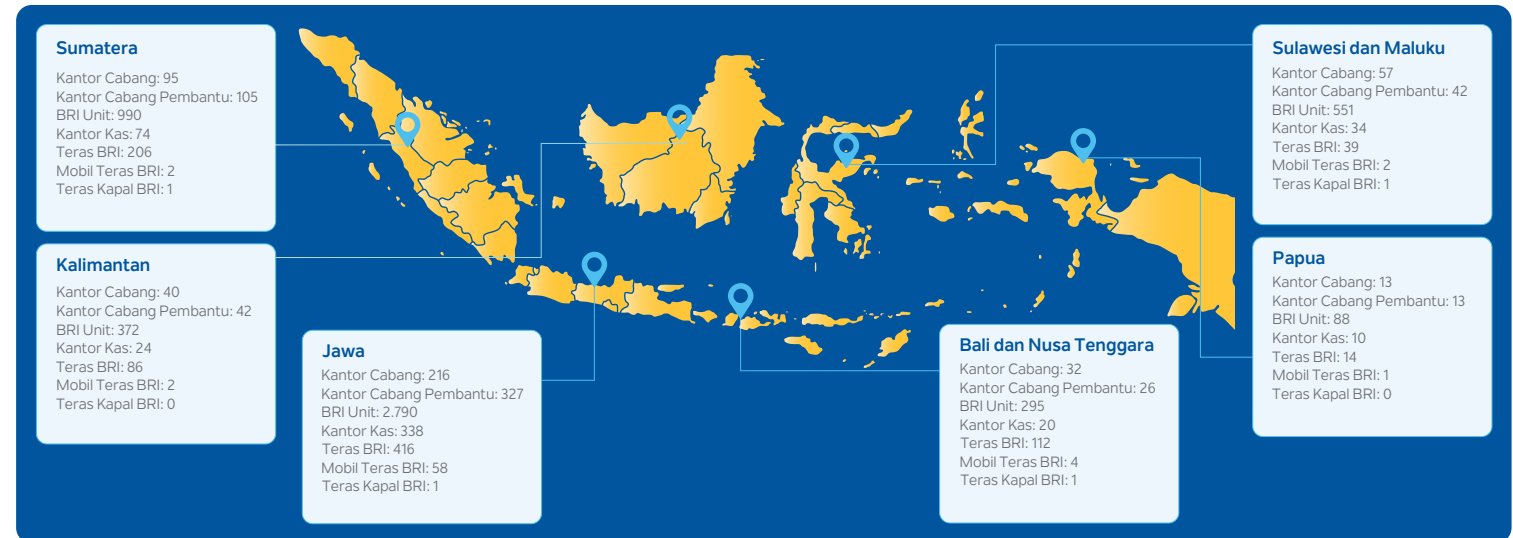 Sumatera
Kantor Cabang: 95
Kantor Cabang Pembantu: 105
BRI Unit: 990
Kantor Kas: 74
Teras BRI: 206
Mobil Teras BRI: 2
Teras Kapal BRI: 1
Kalimantan
Kantor Cabang: 40
Kantor Cabang Pembantu: 42
BRI Unit: 372
Kantor Kas: 24
Teras BRI: 86
Mobil Teras BRI: 2
Teras Kapal BRI: 0
Jawa
Kantor Cabang: 216
Kantor Cabang Pembantu: 327
BRI Unit: 2.790
Kantor Kas: 338
Teras BRI: 416
Mobil Teras BRI: 58
Teras Kapal BRI: 1
Bali dan Nusa Tenggara
Kantor Cabang: 32
Kantor Cabang Pembantu: 26
BRI Unit: 295
Kantor Kas: 20
Teras BRI: 112
Mobil Teras BRI: 4
Teras Kapal BRI: 1
Sulawesi dan Maluku
Kantor Cabang: 57
Kantor Cabang Pembantu: 42
BRI Unit: 551
Kantor Kas: 34
Teras BRI: 39
Mobil Teras BRI: 2
Teras Kapal BRI: 1
Papua
Kantor Cabang: 13
Kantor Cabang Pembantu: 13
BRI Unit: 88
Kantor Kas: 10
Teras BRI: 14
Mobil Teras BRI: 1
Teras Kapal BRI: 0